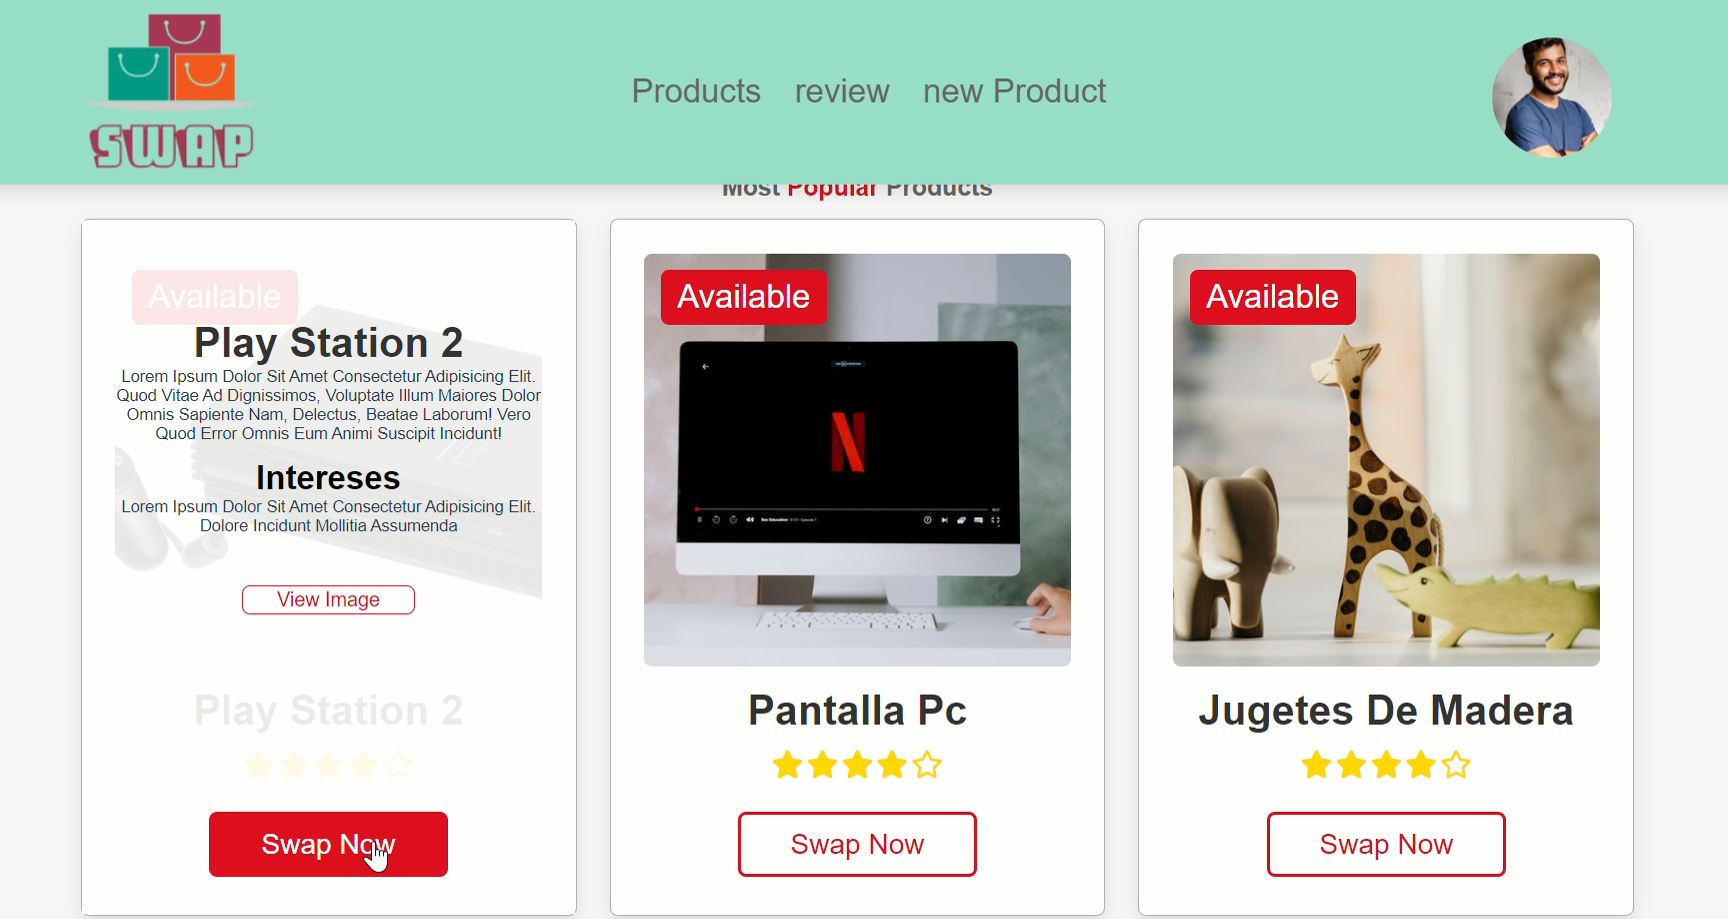 SWAP
Products review new Product
Most Popular Products
Available
Play Station 2
Lorem Ipsum Dolor Sit Amet Consectetur Adipisicing Elit.
Quod Vitae Ad Dignissimos, Voluptate Illum Maiores Dolor
Omnis Sapiente Nam, Delectus, Beatae Laborum! Vero
Quod Error Omnis Eum Animi Suscipit Incidunt!
Intereses
Lorem Ipsum Dolor Sit Amet Consectetur Adipisicing Elit.
Dolore Incidunt Mollitia Assumenda
View Image
Play Station 2
Swap Now
Available
N
Pantalla Pc
Swap Now
Available
Jugetes De Madera
Swap Now